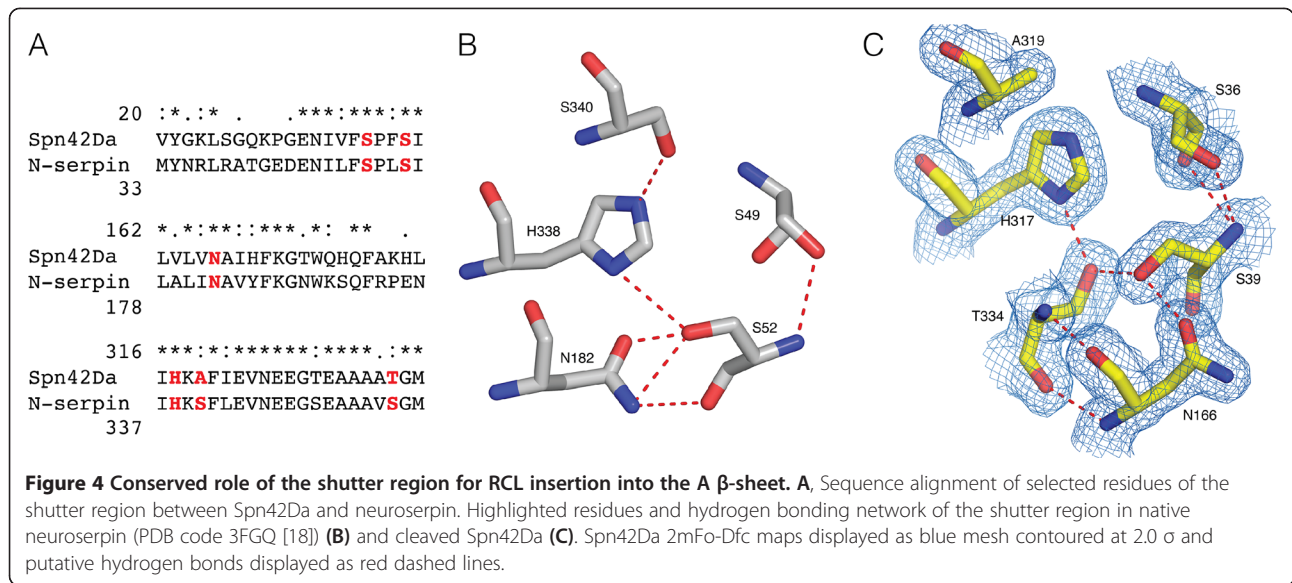 A
20 :*.:* . .***:***:**
Spn42Da VYGKLSGQKPGENIVFSPFSI
N-serpin MYNRLRATGEDENILFSPLSI
33
162 *.*:**::***:* :** .
Spn42Da LVLVNAIHFKGTWQHQFAKHL
N-serpin LALINAVYFKGNWKSQFRPEN
178
316 ***:*:*****:****.:**
Spn42Da IHKAFIEVNEEGTEAAAATGM
N-serpin IHKSFLEVNEEGSEAAAVSGM
337
B
S340
S49
H338
S52
N182
C
A319
S36
H317
S39
T334
N166
Figure 4 Conserved role of the shutter region for RCL insertion into the A β-sheet. A, Sequence alignment of selected residues of the
shutter region between Spn42Da and neuroserpin. Highlighted residues and hydrogen bonding network of the shutter region in native
neuroserpin (PDB code 3FGQ [18]) (B) and cleaved Spn42Da (C). Spn42Da 2mFo-Dfc maps displayed as blue mesh contoured at 2.0 σ and
putative hydrogen bonds displayed as red dashed lines.